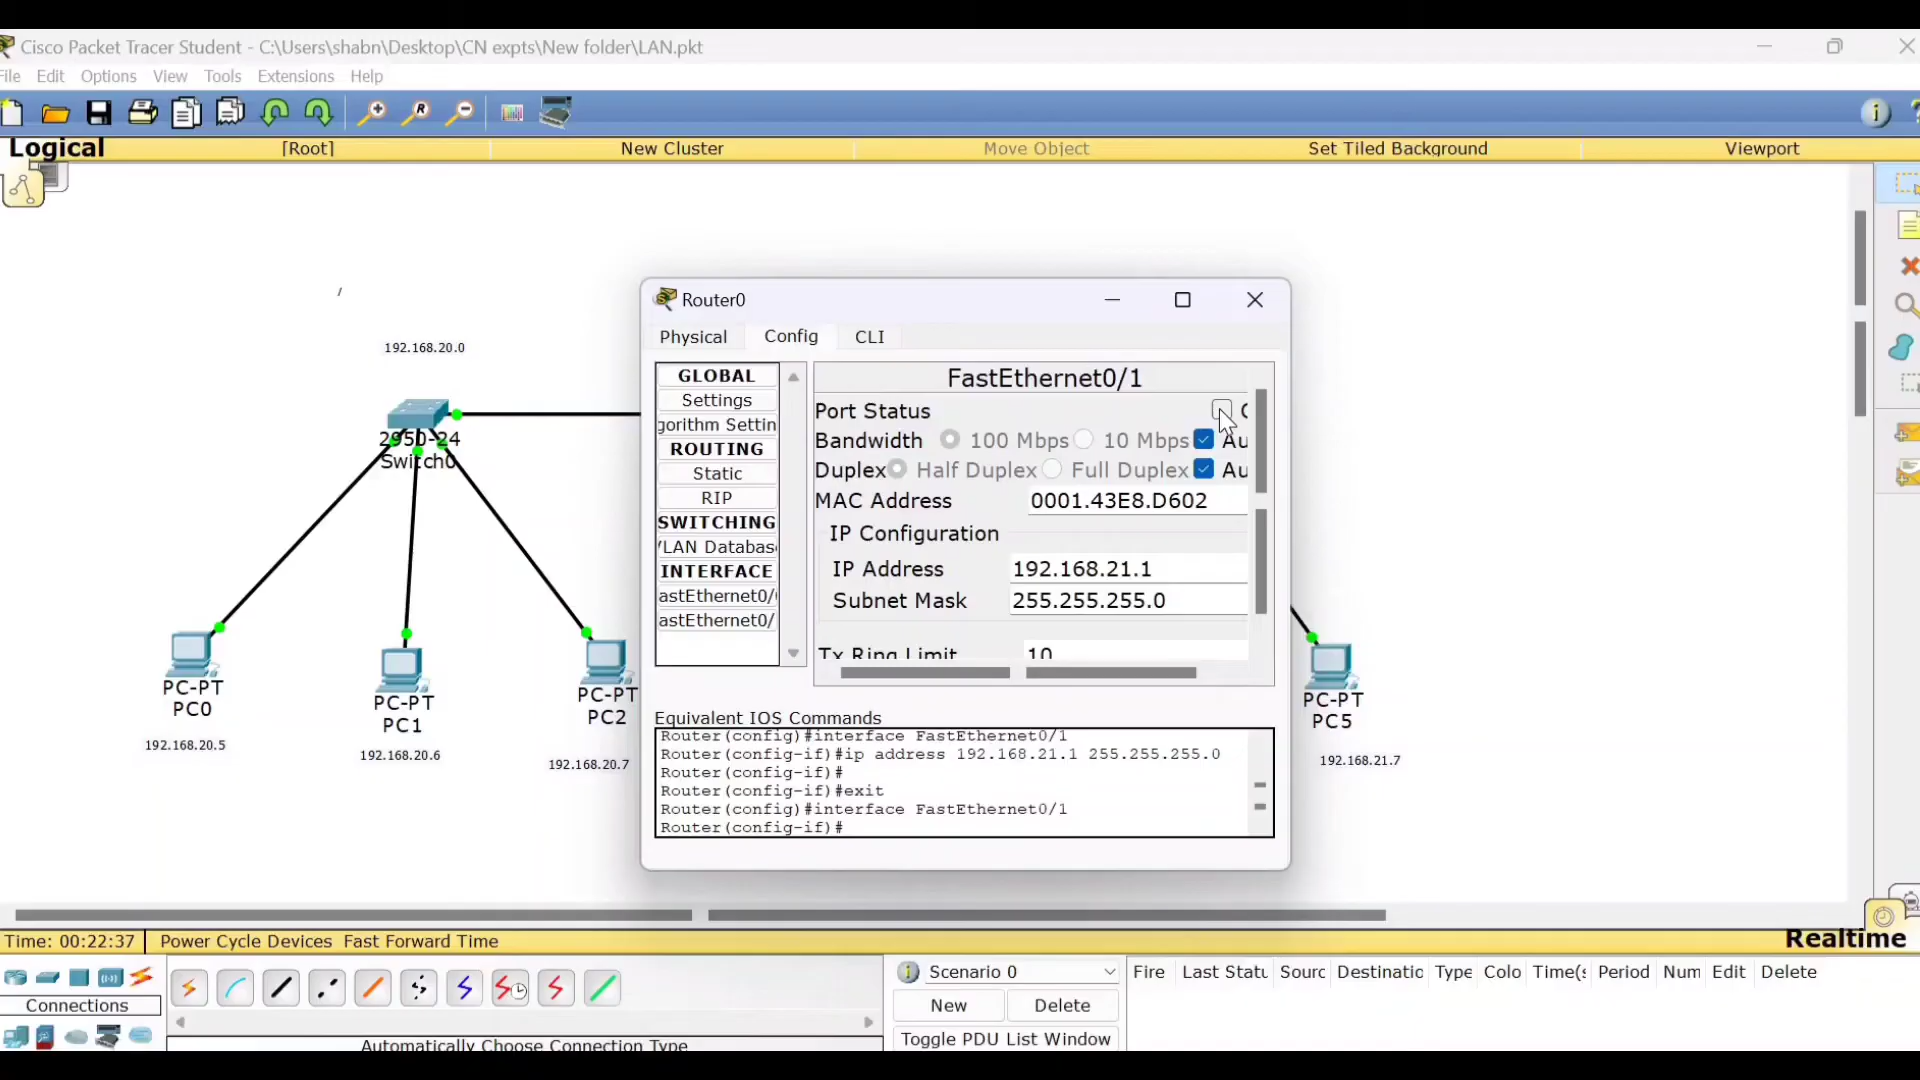 Cisco Packet Tracer Student - C:\Users\shabn\Desktop\CN expts\New folder\LAN.pkt
File Edit Options View Tools Extensions Help
Logical [Root] New Cluster Move Object Set Tiled Background Viewport
192.168.20.0
2950-24
Switch0
PC-PT
PC0
192.168.20.5
PC-PT
PC1
192.168.20.6
PC-PT
PC2
192.168.20.7
PC-PT
PC5
192.168.21.7
Router0
Physical Config CLI
GLOBAL
Settings
gorithm Settin
ROUTING
Static
RIP
SWITCHING
VLAN Databas
INTERFACE
astEthernet0/
astEthernet0/
FastEthernet0/1
Port Status
Bandwidth 100 Mbps 10 Mbps Au
Duplex Half Duplex Full Duplex Au
MAC Address 0001.43E8.D602
IP Configuration
IP Address 192.168.21.1
Subnet Mask 255.255.255.0
Tx Ring Limit 10
Equivalent IOS Commands
Router(config)#interface FastEthernet0/1
Router(config-if)#ip address 192.168.21.1 255.255.255.0
Router(config-if)#
Router(config-if)#exit
Router(config)#interface FastEthernet0/1
Router(config-if)#
Time: 00:22:37 Power Cycle Devices Fast Forward Time
Realtime
Connections
Automatically Choose Connection Type
Scenario 0
New Delete
Toggle PDU List Window
Fire Last Statu Sourc Destinatic Type Colo Time(s Period Num Edit Delete